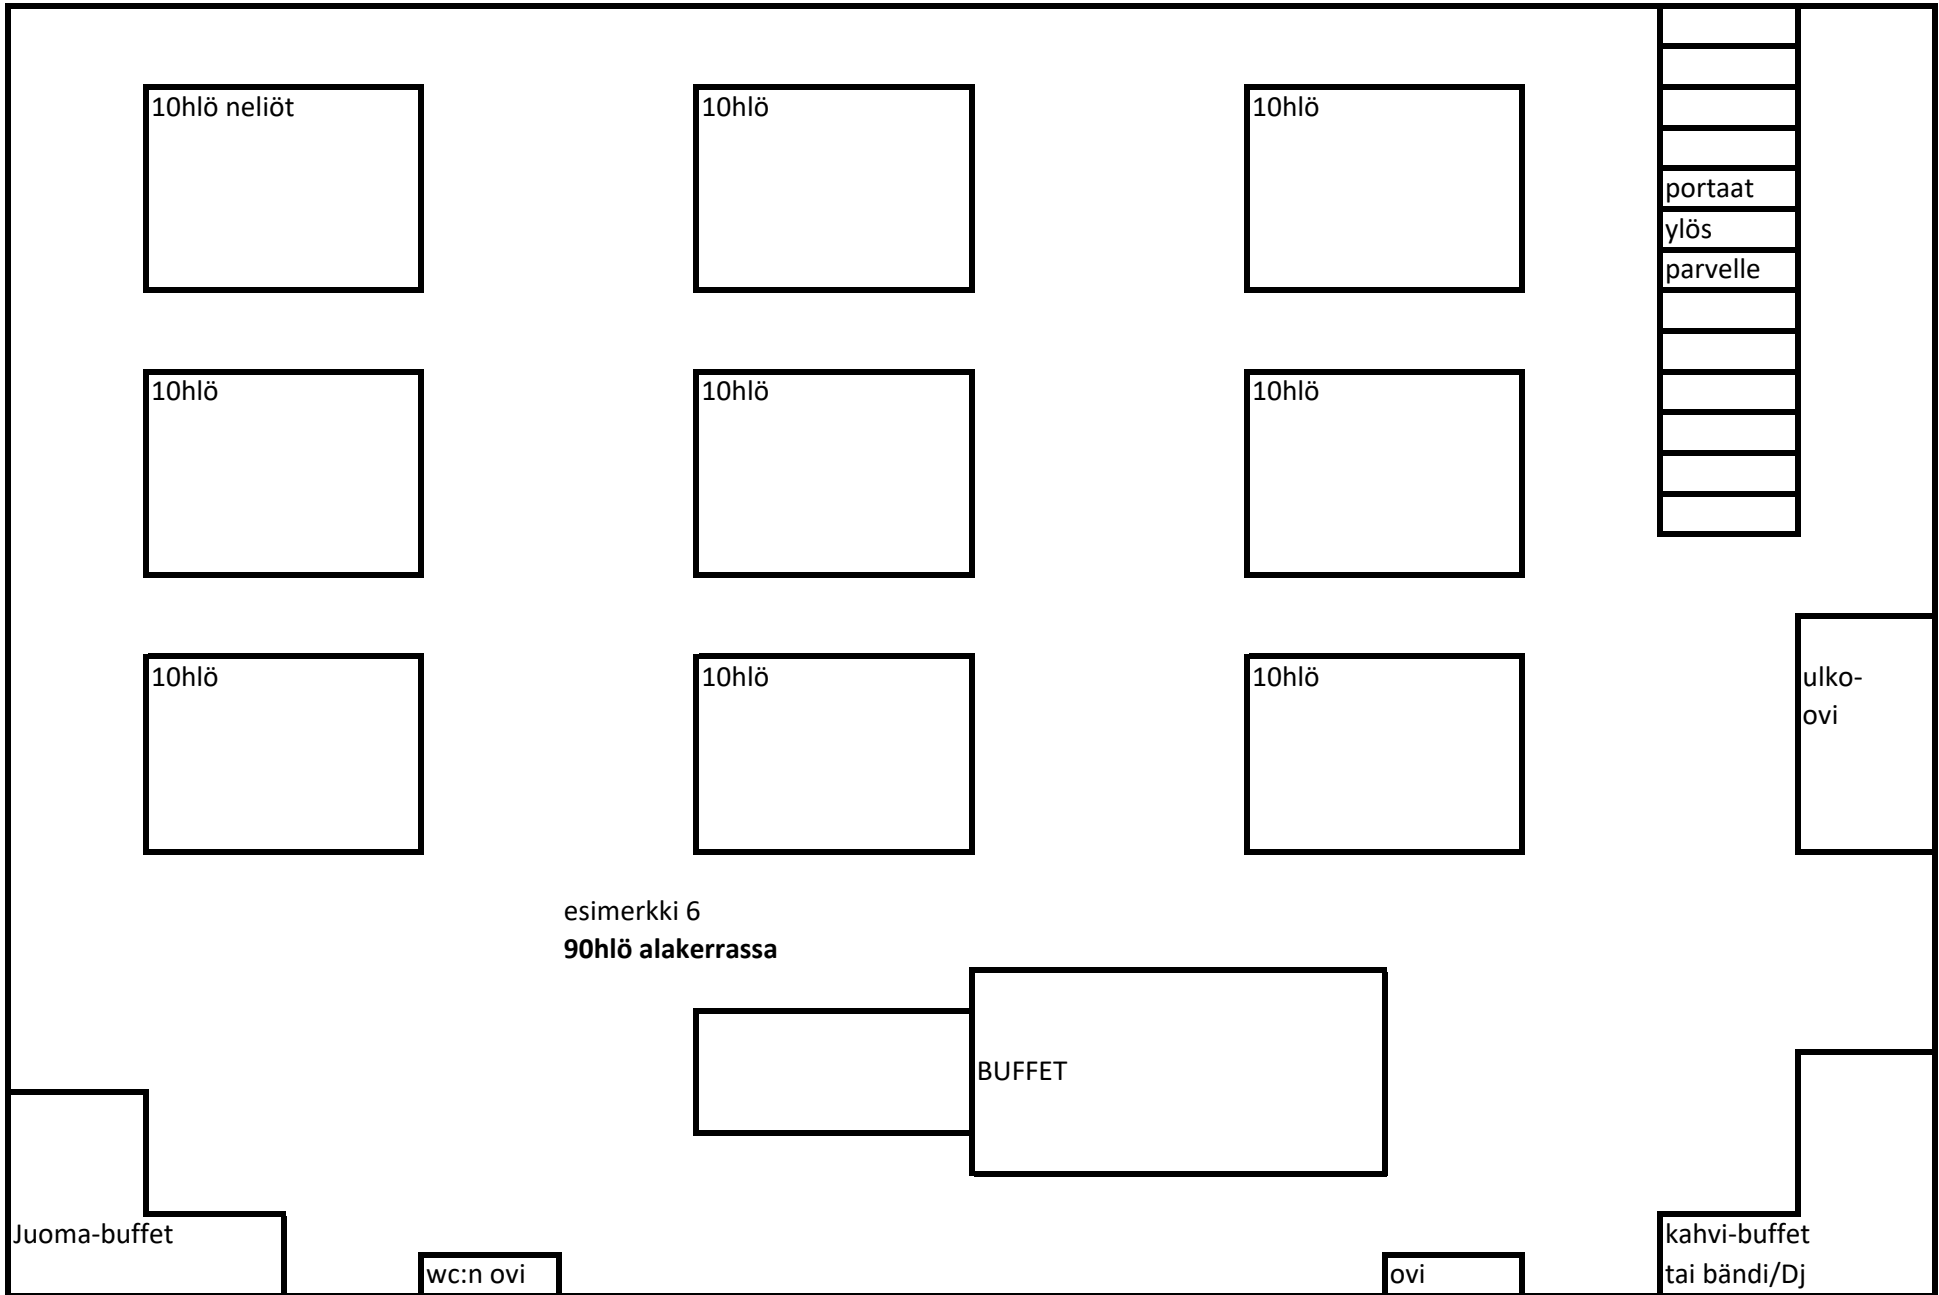 10hlö neliöt
10hlö
10hlö
portaat
ylös
parvelle
10hlö
10hlö
10hlö
10hlö
10hlö
10hlö
ulko-
ovi
esimerkki 6
90hlö alakerrassa
BUFFET
Juoma-buffet
wc:n ovi
ovi
kahvi-buffet
tai bändi/Dj